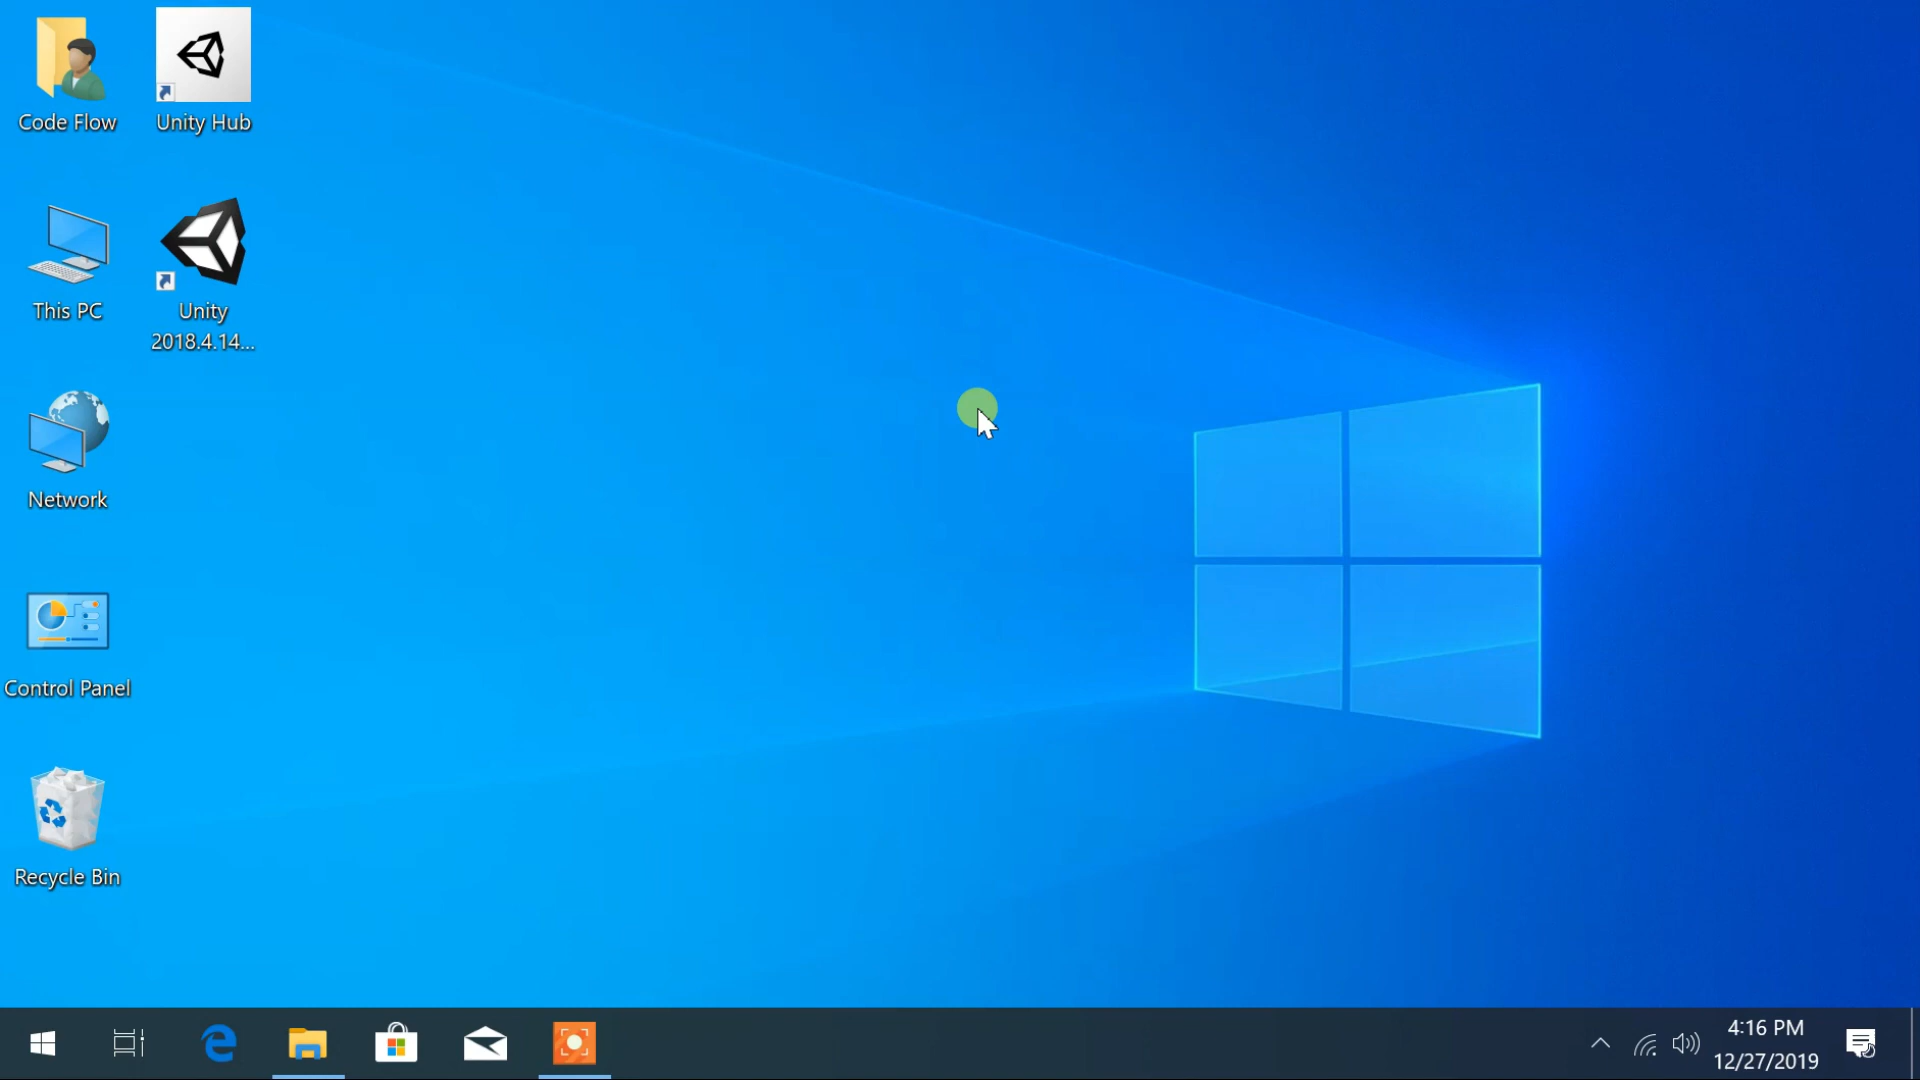 Code Flow
Unity Hub
This PC
Unity
2018.4.14...
Network
Control Panel
Recycle Bin
4:16 PM
12/27/2019